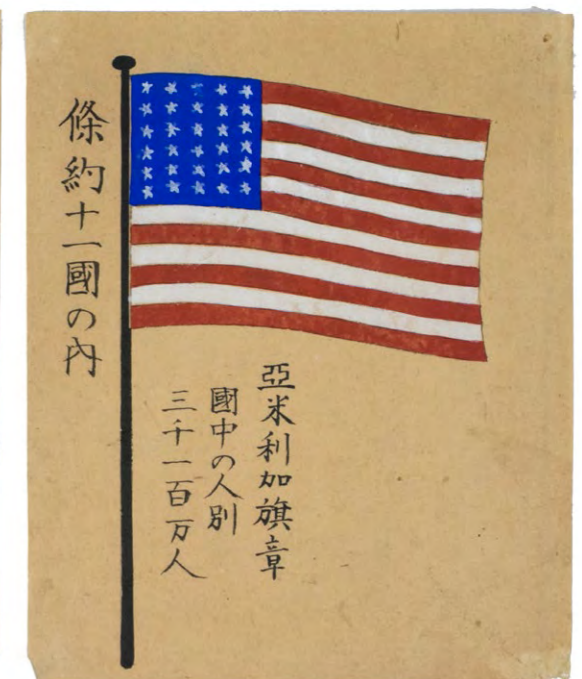 條約十一國の内
亞米利加旗章
國中の人別
三千一百万人